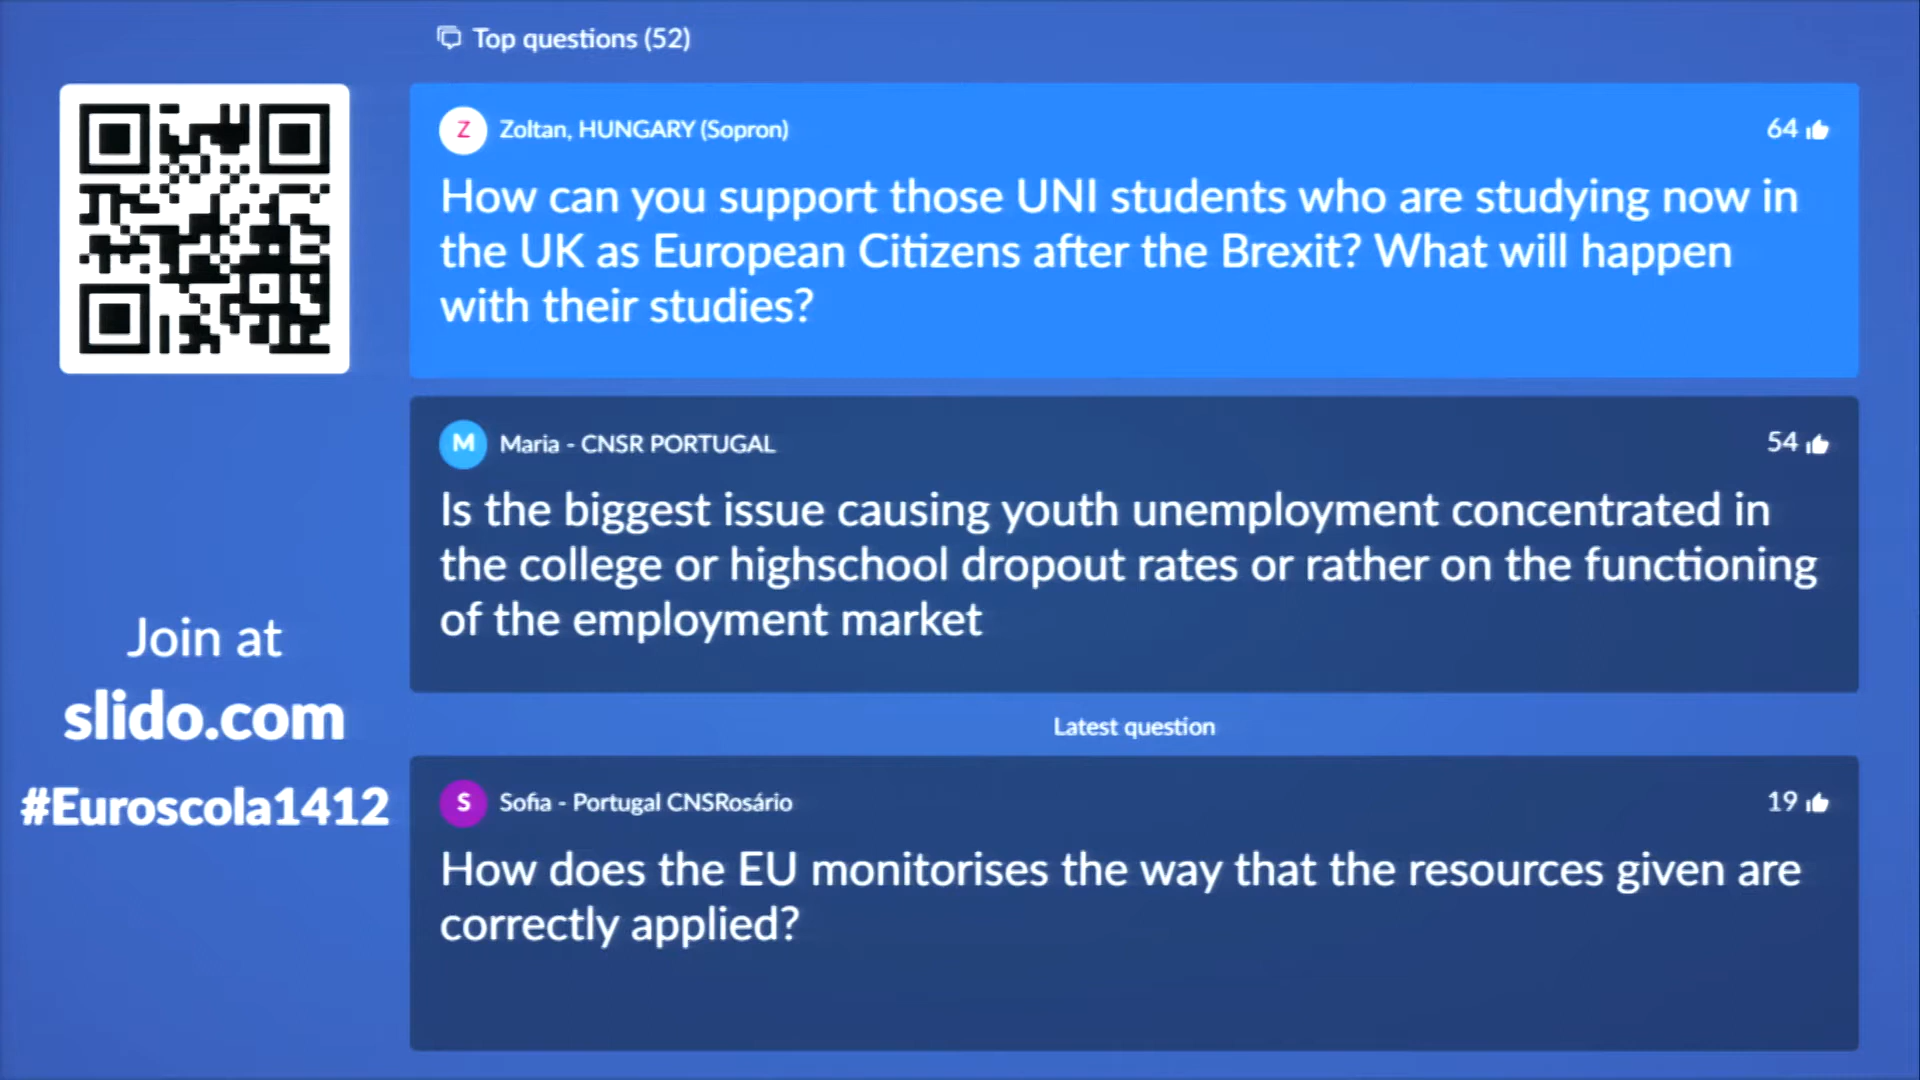 Top questions (52)
Z Zoltan, HUNGARY (Sopron) 64
How can you support those UNI students who are studying now in
the UK as European Citizens after the Brexit? What will happen
with their studies?
M Maria - CNSR PORTUGAL 54
Is the biggest issue causing youth unemployment concentrated in
the college or highschool dropout rates or rather on the functioning
of the employment market
Join at
slido.com
#Euroscola1412
Latest question
S Sofia - Portugal CNSRosário 19
How does the EU monitorises the way that the resources given are
correctly applied?